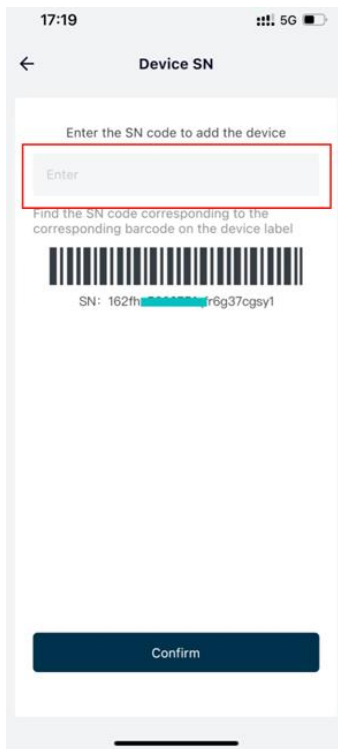 17:19
5G
Device SN
Enter the SN code to add the device
Enter
Find the SN code corresponding to the
corresponding barcode on the device label
SN: 162fh r6g37cgsy1
Confirm